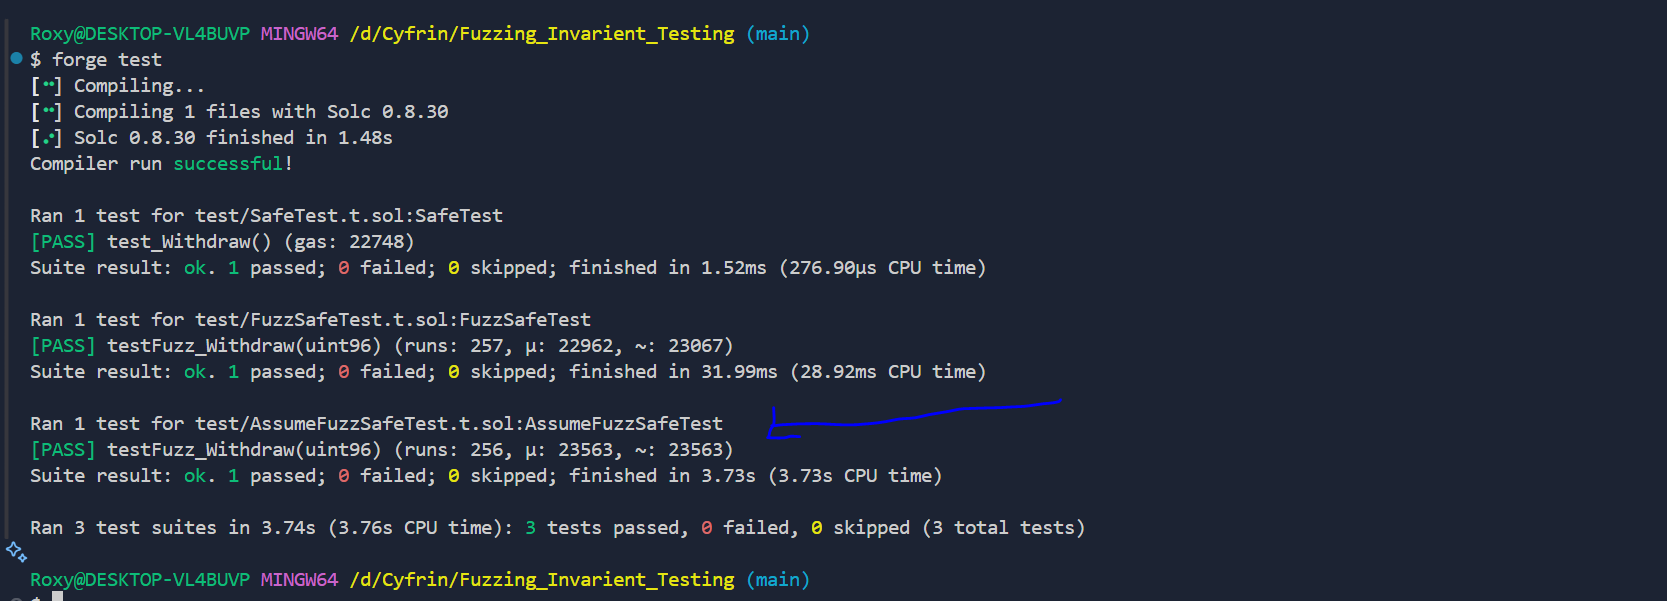 Roxy@DESKTOP-VL4BUVP MINGW64 /d/Cyfrin/Fuzzing_Invarient_Testing (main)
$ forge test
[⠒] Compiling...
[⠒] Compiling 1 files with Solc 0.8.30
[⠔] Solc 0.8.30 finished in 1.48s
Compiler run successful!
Ran 1 test for test/SafeTest.t.sol:SafeTest
[PASS] test_Withdraw() (gas: 22748)
Suite result: ok. 1 passed; 0 failed; 0 skipped; finished in 1.52ms (276.90µs CPU time)
Ran 1 test for test/FuzzSafeTest.t.sol:FuzzSafeTest
[PASS] testFuzz_Withdraw(uint96) (runs: 257, μ: 22962, ~: 23067)
Suite result: ok. 1 passed; 0 failed; 0 skipped; finished in 31.99ms (28.92ms CPU time)
Ran 1 test for test/AssumeFuzzSafeTest.t.sol:AssumeFuzzSafeTest
[PASS] testFuzz_Withdraw(uint96) (runs: 256, μ: 23563, ~: 23563)
Suite result: ok. 1 passed; 0 failed; 0 skipped; finished in 3.73s (3.73s CPU time)
Ran 3 test suites in 3.74s (3.76s CPU time): 3 tests passed, 0 failed, 0 skipped (3 total tests)
Roxy@DESKTOP-VL4BUVP MINGW64 /d/Cyfrin/Fuzzing_Invarient_Testing (main)
$